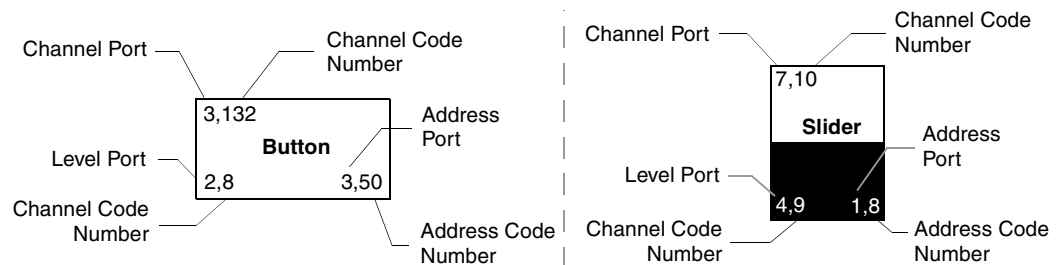 Channel Port
Channel Code
Number
3,132
Address
Port
Button
Level Port
2,8
3,50
Channel Code
Number
Address Code
Number
Channel Port
Channel Code
Number
7,10
Slider
Address
Port
Level Port
4,9
1,8
Channel Code
Number
Address Code
Number